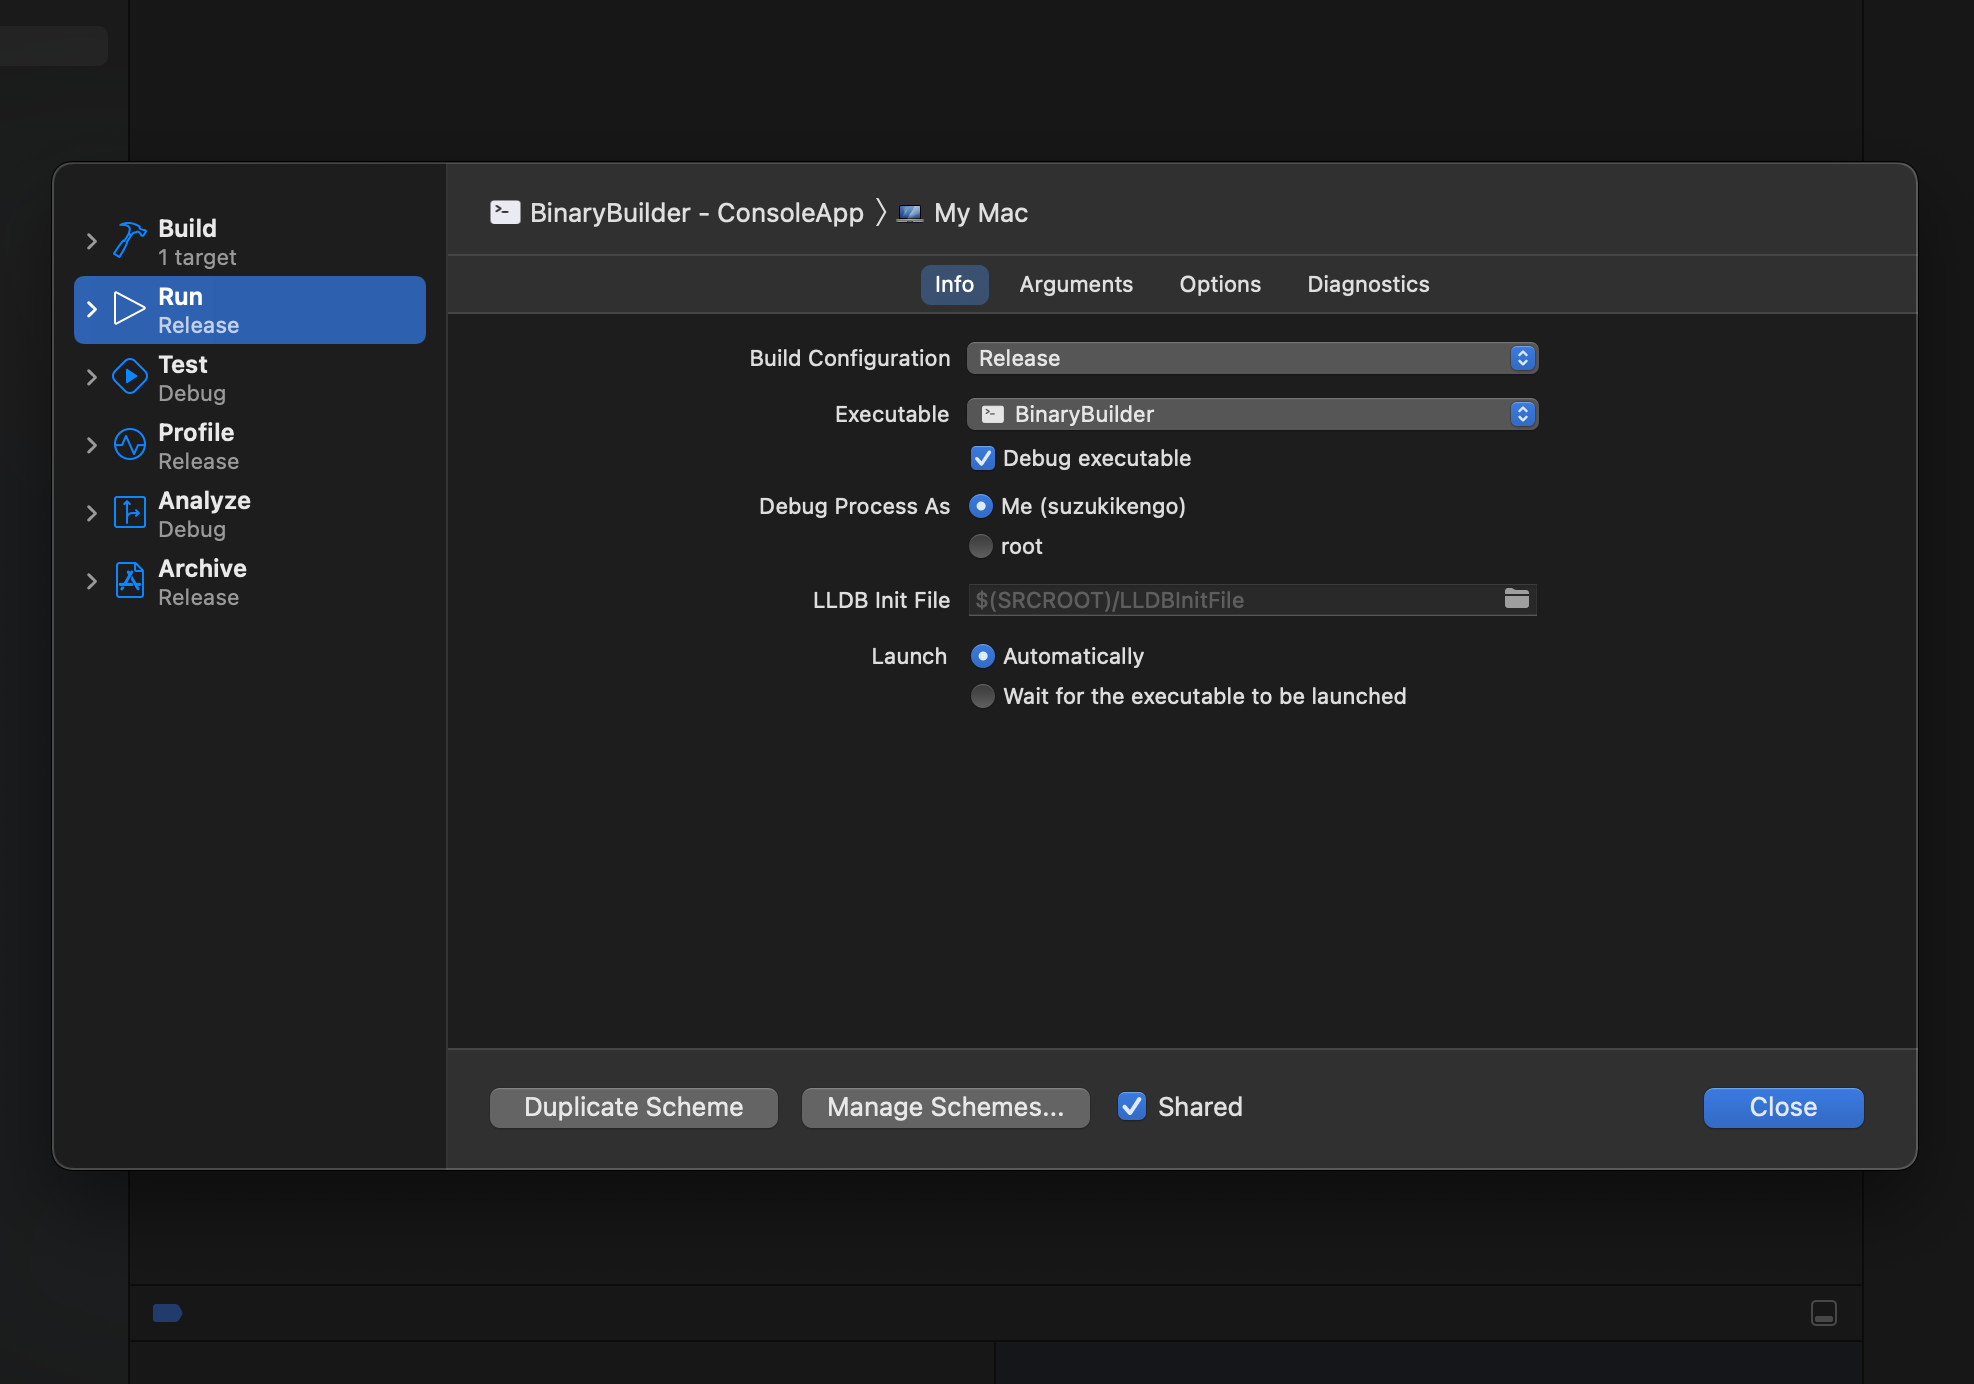 Build
1 target
Run
Release
Test
Debug
Profile
Release
Analyze
Debug
Archive
Release
BinaryBuilder - ConsoleApp 〉 My Mac
Info Arguments Options Diagnostics
Build Configuration Release
Executable BinaryBuilder
Debug executable
Debug Process As Me (suzukikengo)
root
LLDB Init File $(SRCROOT)/LLDBInitFile
Launch Automatically
Wait for the executable to be launched
Duplicate Scheme Manage Schemes... Shared Close